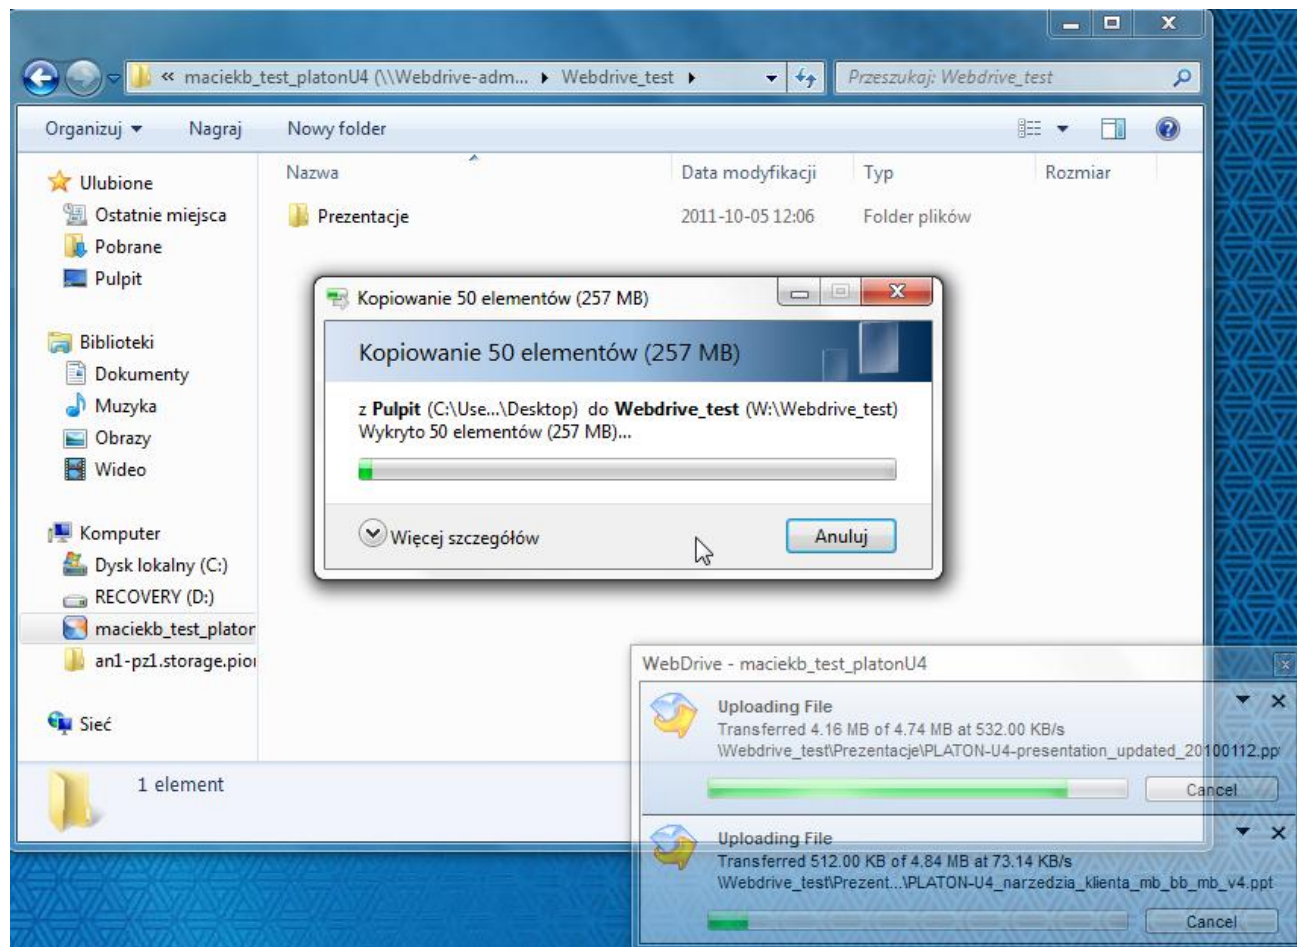 « maciekb_test_platonU4 (\\Webdrive-adm... Webdrive_test
Przeszukaj: Webdrive_test
Organizuj Nagraj Nowy folder
Ulubione
Ostatnie miejsca
Pobrane
Pulpit
Biblioteki
Dokumenty
Muzyka
Obrazy
Wideo
Komputer
Dysk lokalny (C:)
RECOVERY (D:)
maciekb_test_platon
an1-pz1.storage.pion
Sieć
Nazwa Data modyfikacji Typ Rozmiar
Prezentacje 2011-10-05 12:06 Folder plików
Kopiowanie 50 elementów (257 MB)
Kopiowanie 50 elementów (257 MB)
z Pulpit (C:\Use...\Desktop) do Webdrive_test (W:\Webdrive_test)
Wykryto 50 elementów (257 MB)...
Więcej szczegółów
Anuluj
1 element
WebDrive - maciekb_test_platonU4
Uploading File
Transferred 4.16 MB of 4.74 MB at 532.00 KB/s
\Webdrive_test\Prezentacje\PLATON-U4-presentation_updated_20100112.pp
Cancel
Uploading File
Transferred 512.00 KB of 4.84 MB at 73.14 KB/s
\Webdrive_test\Prezent...\PLATON-U4_narzedzia_klienta_mb_bb_mb_v4.ppt
Cancel